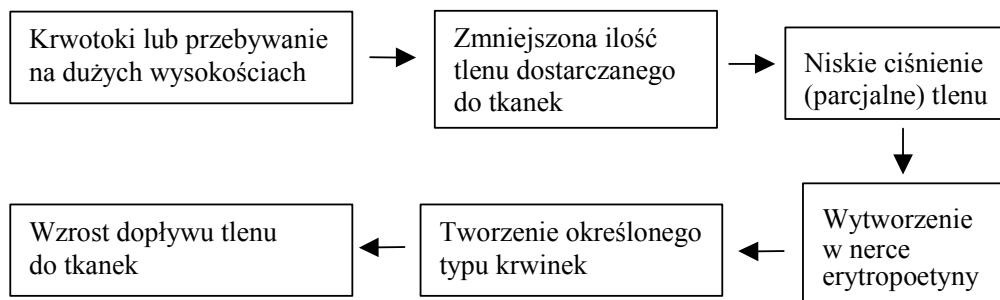 Krwotoki lub przebywanie
na dużych wysokościach
Zmniejszona ilość
tlenu dostarczanego
do tkanek
Niskie ciśnienie
(parcjalne) tlenu
Wytworzenie
w nerce
erytropoetyny
Tworzenie określonego
typu krwinek
Wzrost dopływu tlenu
do tkanek